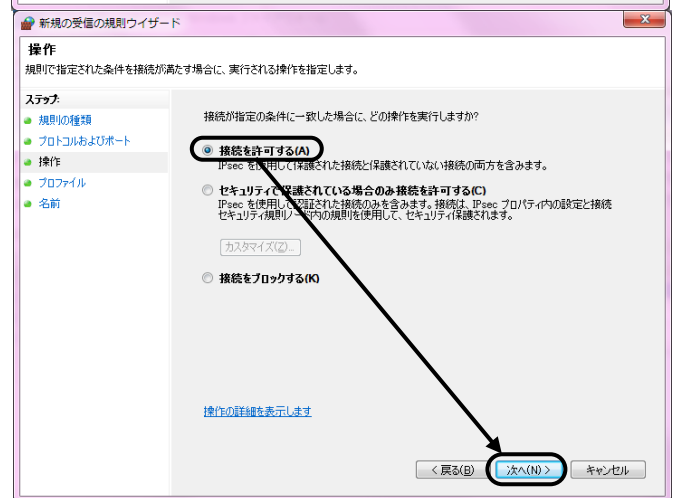 新規の受信の規則ウィザード
操作
規則で指定された条件を接続が満たす場合に、実行される操作を指定します。
ステップ:
規則の種類
プロトコルおよびポート
操作
プロファイル
名前
接続が指定の条件に一致した場合に、どの操作を実行しますか?
接続を許可する(A)
IPsec を使用して保護された接続と保護されていない接続の両方を含みます。
セキュリティで保護されている場合のみ接続を許可する(C)
IPsec を使用して認証された接続のみを含みます。接続は、IPsec プロパティ内の設定と接続
セキュリティ規則ノード内の規則を使用して、セキュリティ保護されます。
カスタマイズ(Z)...
接続をブロックする(K)
操作の詳細を表示します
< 戻る(B)
次へ(N) >
キャンセル